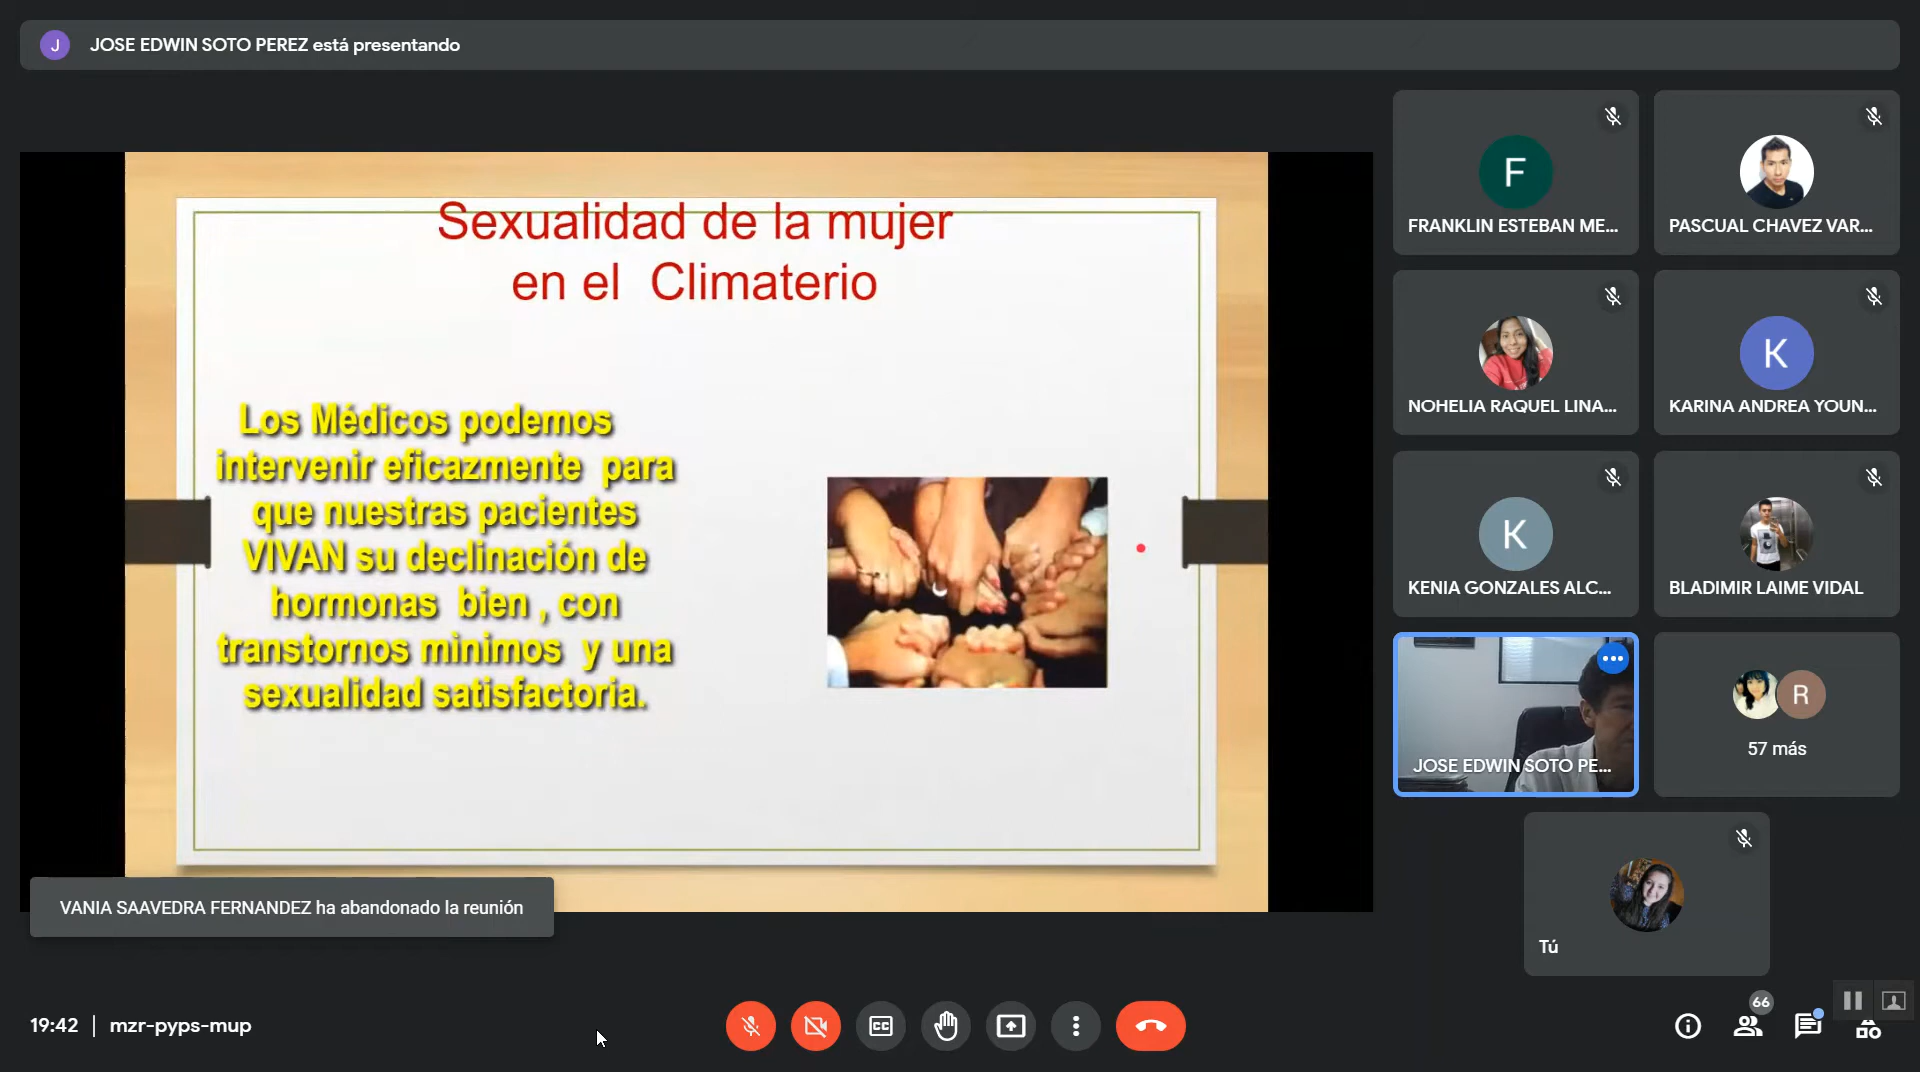 J
JOSE EDWIN SOTO PEREZ está presentando
Sexualidad de la mujer
en el Climaterio
Los Médicos podemos
intervenir eficazmente para
que nuestras pacientes
VIVAN su declinación de
hormonas bien , con
transtornos minimos y una
sexualidad satisfactoria.
F
FRANKLIN ESTEBAN ME...
PASCUAL CHAVEZ VAR...
NOHELIA RAQUEL LINA...
K
KARINA ANDREA YOUN...
K
KENIA GONZALES ALC...
BLADIMIR LAIME VIDAL
JOSE EDWIN SOTO PE...
R
57 más
Tú
VANIA SAAVEDRA FERNANDEZ ha abandonado la reunión
19:42 | mzr-pyps-mup
CC
66